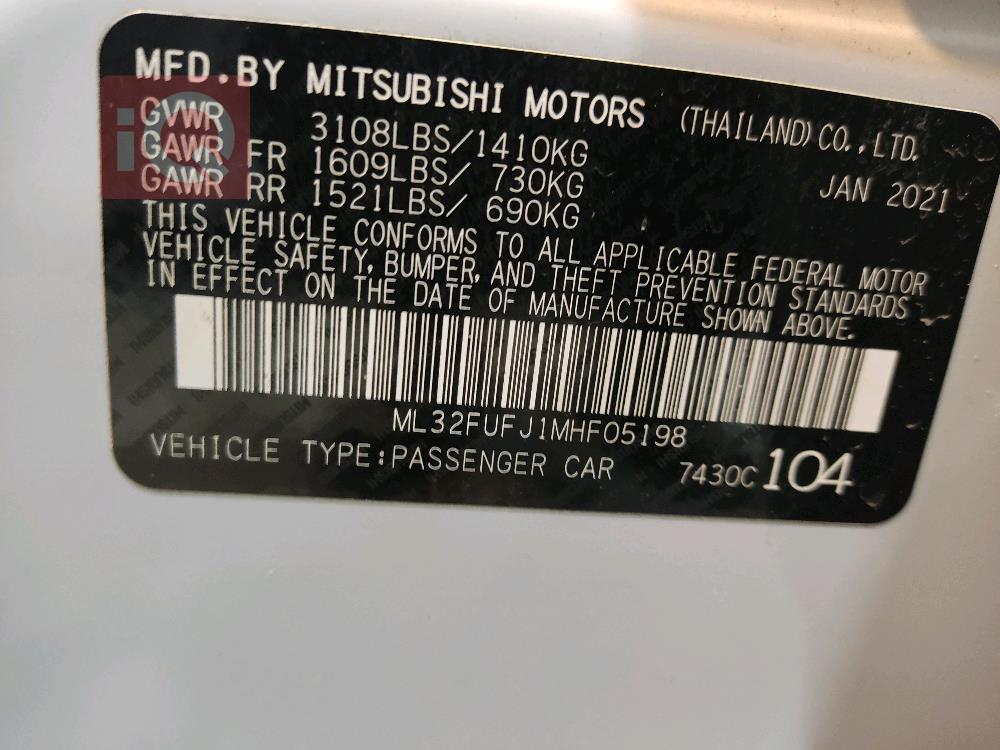 MFD.BY MITSUBISHI MOTORS (THAILAND) CO.,LTD.
GVWR 3108LBS/1410KG JAN 2021
GAWR FR 1609LBS/ 730KG
GAWR RR 1521LBS/ 690KG
THIS VEHICLE CONFORMS TO ALL APPLICABLE FEDERAL MOTOR
VEHICLE SAFETY, BUMPER, AND THEFT PREVENTION STANDARDS
IN EFFECT ON THE DATE OF MANUFACTURE SHOWN ABOVE.
ML32FUFJ1MHF05198
VEHICLE TYPE:PASSENGER CAR 7430C 104
iQ